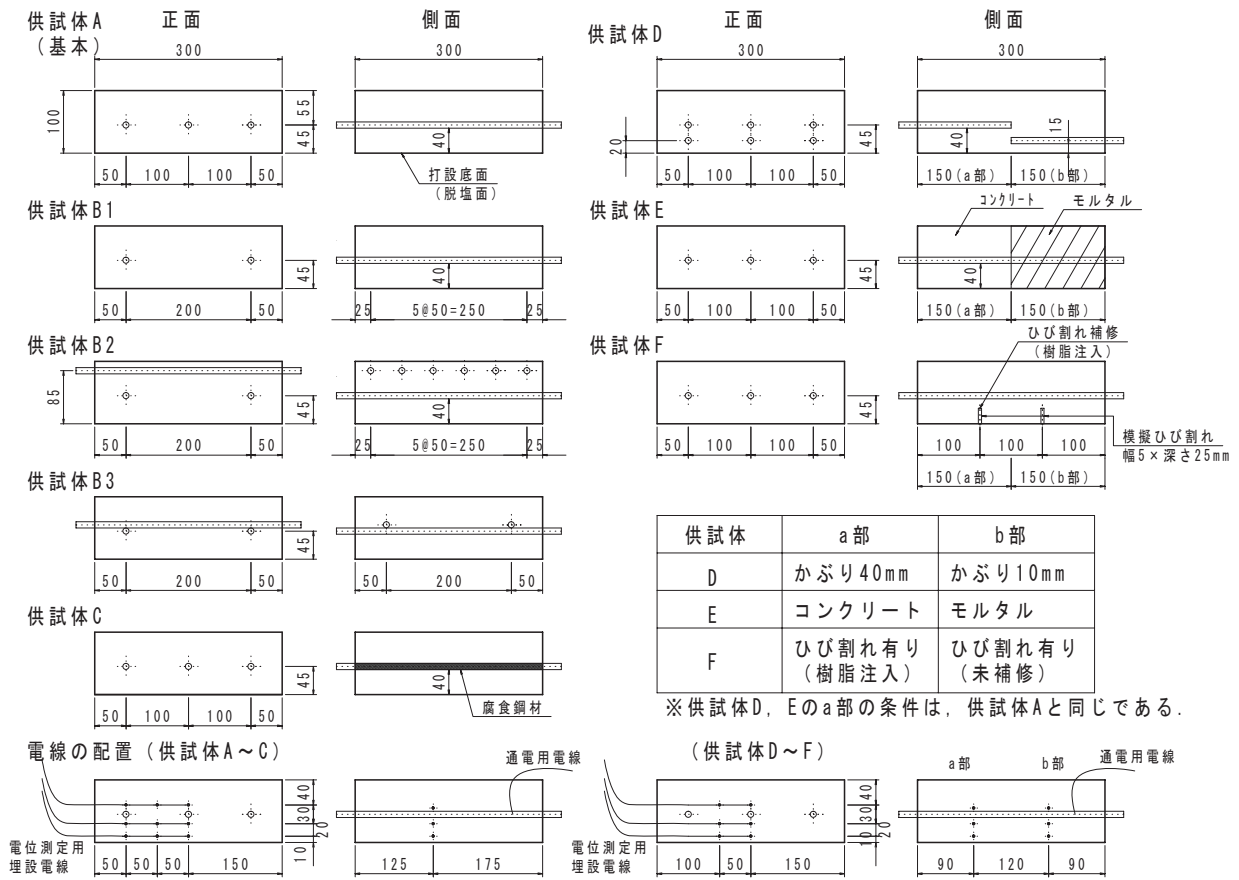 供試体A
（基本）
正面
側面
300
300
100
55
45
40
50
100
100
50
打設底面
（脱塩面）
供試体B1
45
40
50
200
50
25
5@50=250
25
供試体B2
85
45
40
50
200
50
25
5@50=250
25
供試体B3
45
50
200
50
50
200
50
供試体C
45
40
50
100
100
50
腐食鋼材
電線の配置（供試体A～C）
通電用電線
40
30
20
10
電位測定用
埋設電線
50
50
50
150
125
175
供試体D
正面
側面
300
300
20
45
40
15
50
100
100
50
150(a部)
150(b部)
供試体E
コンクリート
モルタル
45
40
50
100
100
50
150(a部)
150(b部)
供試体F
ひび割れ補修
（樹脂注入）
45
50
100
100
50
100
100
100
150(a部)
150(b部)
模擬ひび割れ
幅5×深さ25mm
供試体 a部 b部
D かぶり40mm かぶり10mm
E コンクリート モルタル
F ひび割れ有り（樹脂注入） ひび割れ有り（未補修）
※供試体D, Eのa部の条件は, 供試体Aと同じである.
（供試体D～F）
a部
b部
通電用電線
40
30
20
10
電位測定用
埋設電線
100
50
150
90
120
90